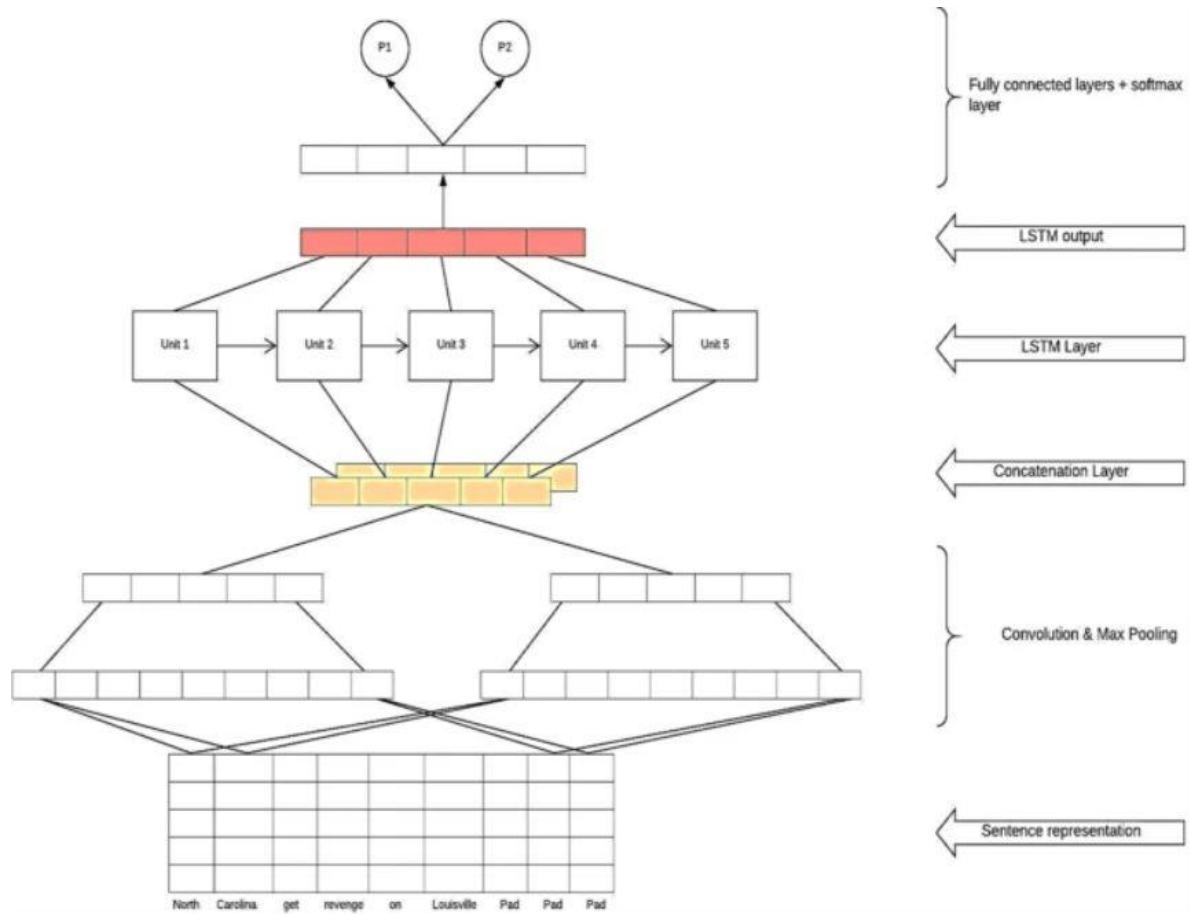 P1
P2
Fully connected layers + softmax
layer
LSTM output
Unit 1
Unit 2
Unit 3
Unit 4
Unit 5
LSTM Layer
Concatenation Layer
Convolution & Max Pooling
Sentence representation
North Carolina get revenge on Louisville Pad Pad Pad